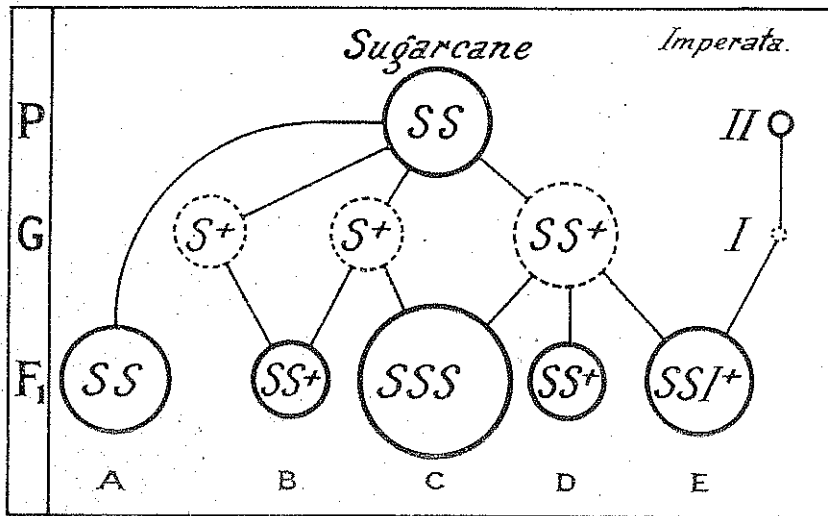 Sugarcane Imperata.
P SS II
G S+ S+ SS+ I
F1 SS SS+ SSS SS+ SSI+
A B C D E